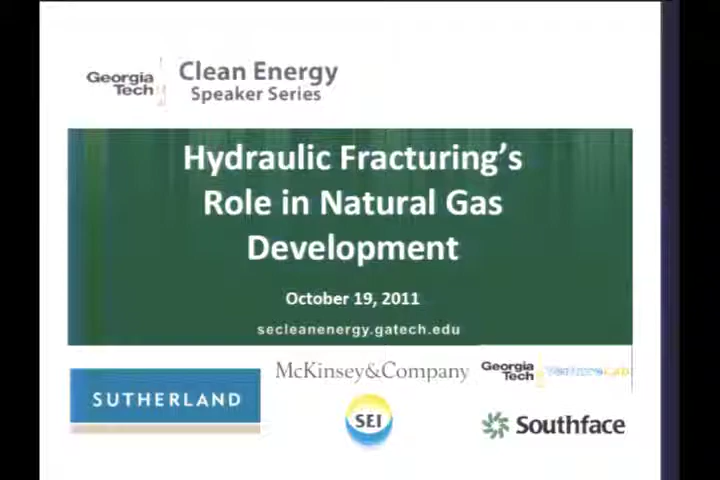 Georgia Tech
Clean Energy
Speaker Series
Hydraulic Fracturing's
Role in Natural Gas
Development
October 19, 2011
secleanenergy.gatech.edu
SUTHERLAND
McKinsey&Company
SEI
Georgia Tech
Southface